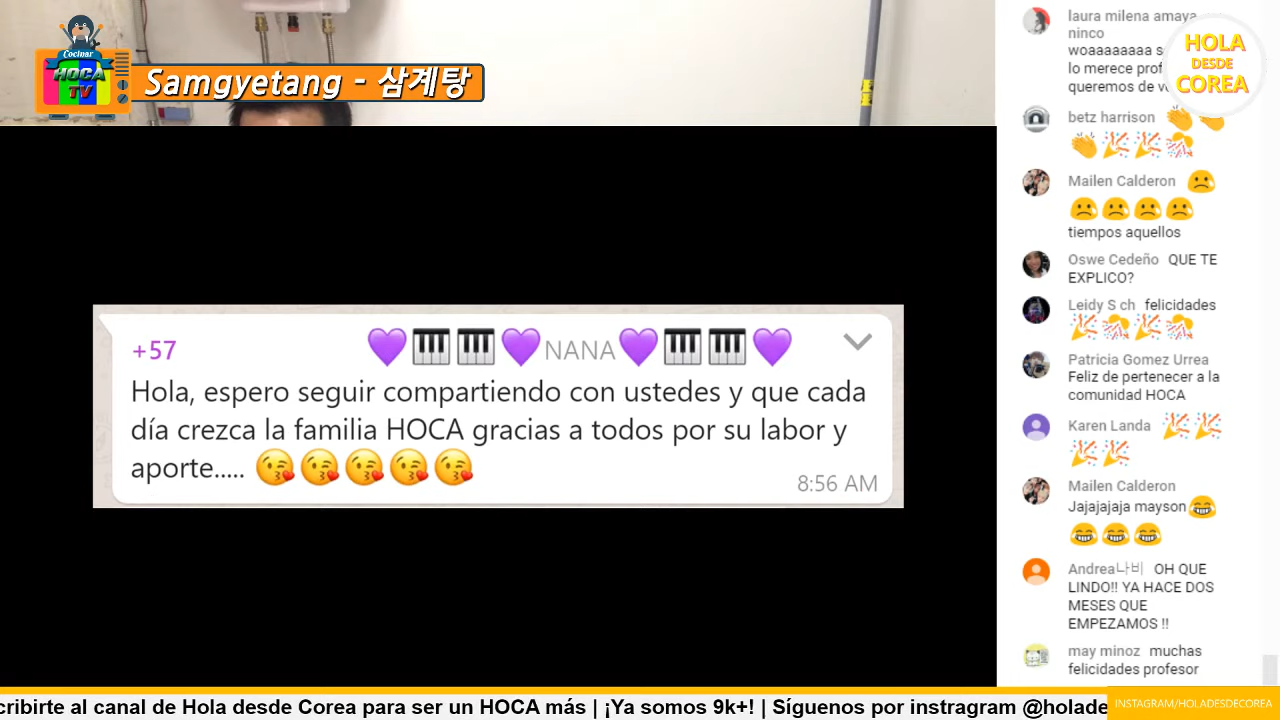 Cocinar
HOCA
TV
Samgyetang - 삼계탕
HOLA
DESDE
COREA
+57
💜🎹🎹💜NANA💜🎹🎹💜
Hola, espero seguir compartiendo con ustedes y que cada
día crezca la familia HOCA gracias a todos por su labor y
aporte..... 😘😘😘😘😘
8:56 AM
laura milena amaya
ninco
woaaaaaaaa
lo merece
queremos de
betz harrison 👏👏
👏🎉🎉🎊
Mailen Calderon 😢
😢😢😢😢
tiempos aquellos
Oswe Cedeño QUE TE
EXPLICO?
Leidy S ch felicidades
🎉🎊🎉🎊
Patricia Gomez Urrea
Feliz de pertenecer a la
comunidad HOCA
Karen Landa 🎉🎉
🎉🎉
Mailen Calderon
Jajajajaja mayson😂
😂😂😂
Andrea나비 OH QUE
LINDO!! YA HACE DOS
MESES QUE
EMPEZAMOS !!
may minoz muchas
felicidades profesor
cribirte al canal de Hola desde Corea para ser un HOCA más | ¡Ya somos 9k+! | Síguenos por instragram @holade
INSTAGRAM/HOLADESDECOREA